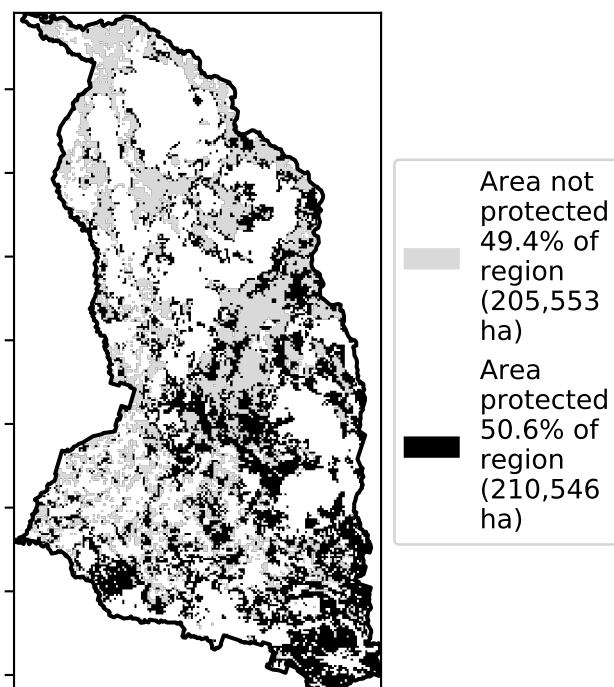 Area not
protected
49.4% of
region
(205,553
ha)
Area
protected
50.6% of
region
(210,546
ha)